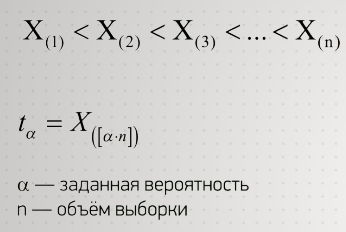 X(1) < X(2) < X(3) < ... < X(n)
tα = X([α·n])
α — заданная вероятность
n — объём выборки